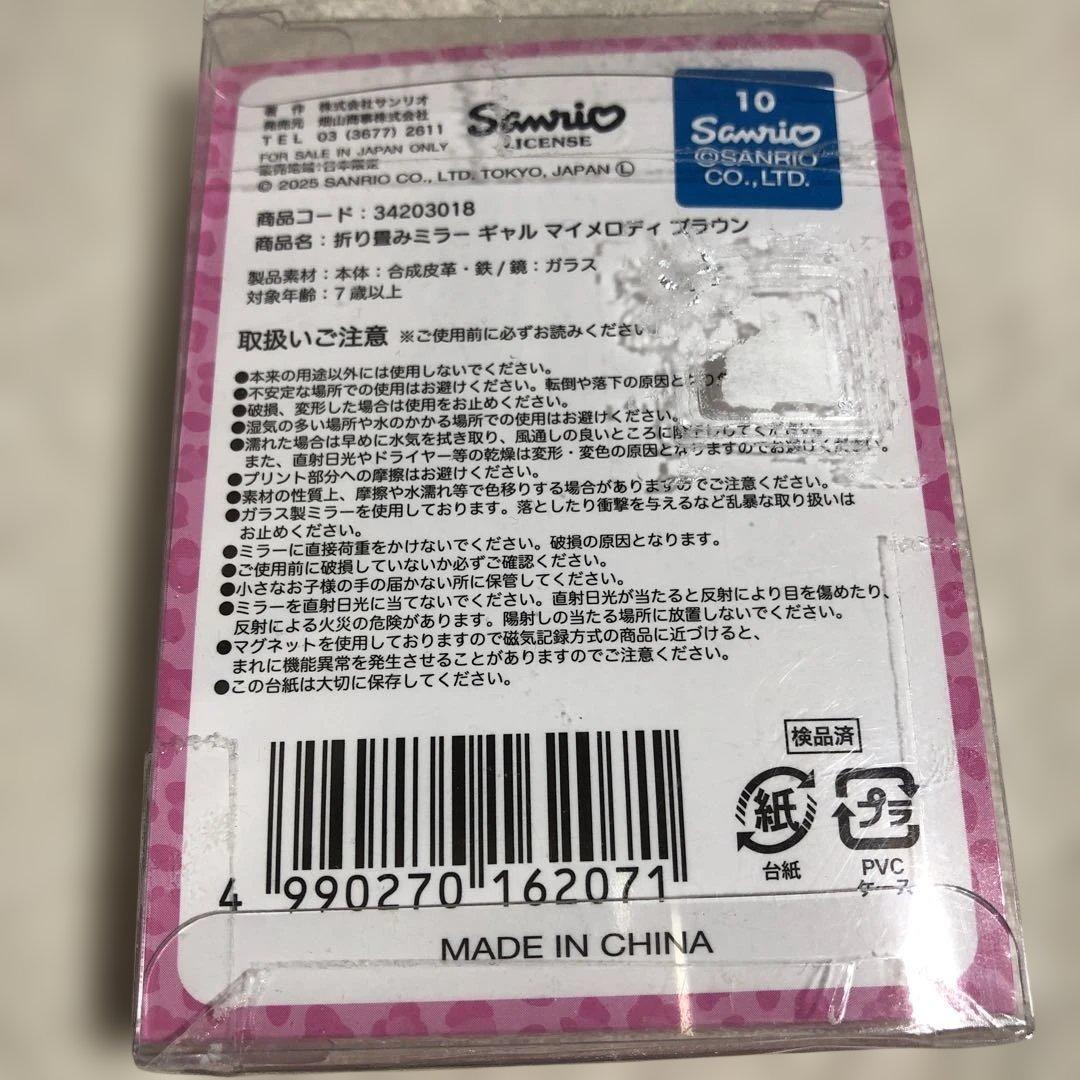 著作 株式会社サンリオ
発売元 畑山商事株式会社
TEL 03 (3677) 2611
FOR SALE IN JAPAN ONLY
© 2025 SANRIO CO., LTD. TOKYO, JAPAN Ⓛ
Sanrio
LICENSE
10
Sanrio
©SANRIO
CO., LTD.
商品コード：34203018
商品名：折り畳みミラー ギャル マイメロディ ブラウン
製品素材：本体：合成皮革・鉄/鏡：ガラス
対象年齢：7歳以上
取扱いご注意 ※ご使用前に必ずお読みください
●本来の用途以外には使用しないでください。
●不安定な場所での使用はお避けください。転倒や落下の原因と
●破損、変形した場合は使用をお止めください。
●湿気の多い場所や水のかかる場所での使用はお避けください。
●濡れた場合は早めに水気を拭き取り、風通しの良いところに
また、直射日光やドライヤー等の乾燥は変形・変色の原因となりますのでお避けください。
●プリント部分への摩擦はお避けください。
●素材の性質上、摩擦や水濡れ等で色移りする場合がありますのでご注意ください。
●ガラス製ミラーを使用しております。落としたり衝撃を与えるなど乱暴な取り扱いは
お止めください。
●ミラーに直接荷重をかけないでください。破損の原因となります。
●ご使用前に破損していないか必ずご確認ください。
●小さなお子様の手の届かない所に保管してください。
●ミラーを直射日光に当てないでください。直射日光が当たると反射により目を傷めたり、
反射による火災の危険があります。陽射しの当たる場所に放置しないでください。
●マグネットを使用しておりますので磁気記録方式の商品に近づけると、
まれに機能異常を発生させることがありますのでご注意ください。
●この台紙は大切に保存してください。
検品済
紙
台紙
プラ
PVC
ケース
4 990270 162071
MADE IN CHINA